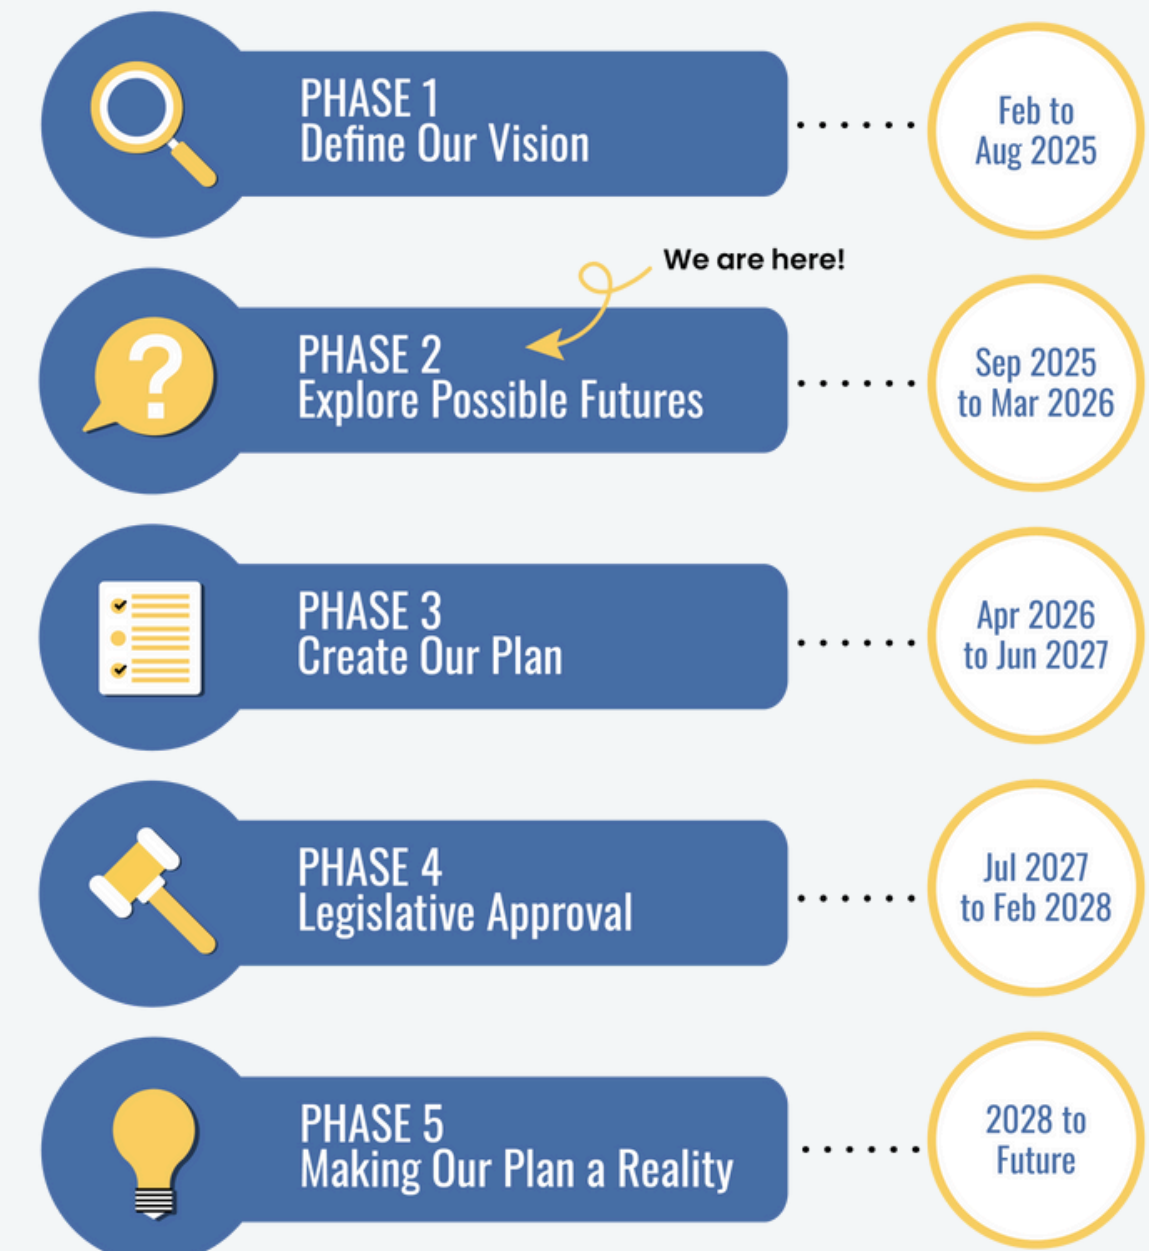 PHASE 1
Define Our Vision
Feb to
Aug 2025
We are here!
PHASE 2
Explore Possible Futures
Sep 2025
to Mar 2026
?
PHASE 3
Create Our Plan
Apr 2026
to Jun 2027
PHASE 4
Legislative Approval
Jul 2027
to Feb 2028
PHASE 5
Making Our Plan a Reality
2028 to
Future